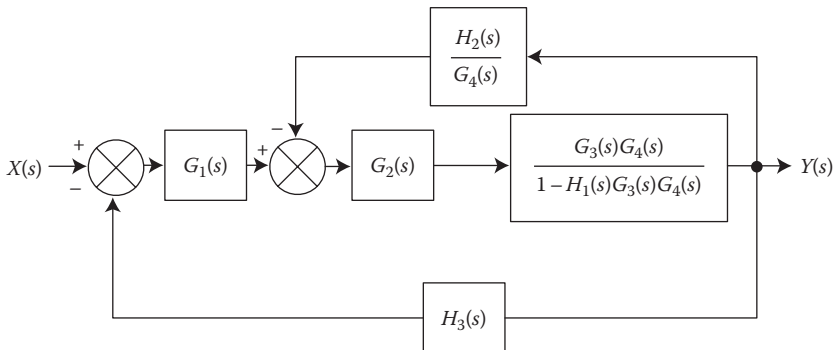 H₂(s)
G₄(s)
−
X(s)
+
−
G₁(s)
+
G₂(s)
G₃(s)G₄(s)
1−H₁(s)G₃(s)G₄(s)
Y(s)
H₃(s)